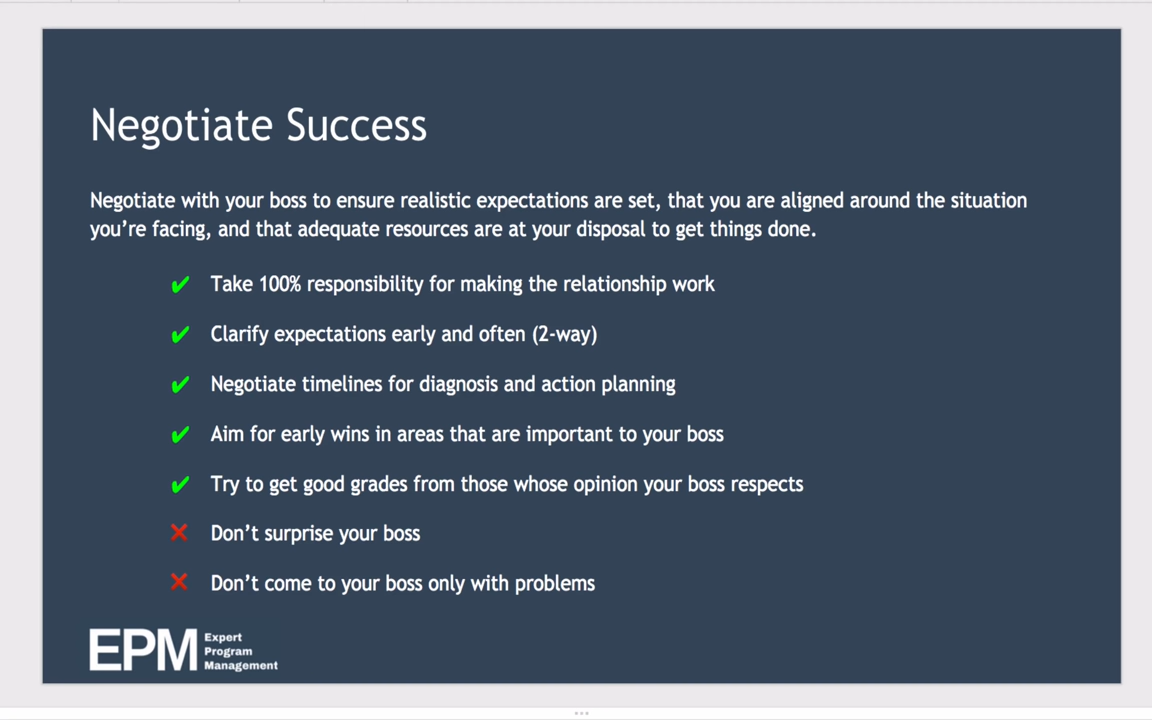 Negotiate Success
Negotiate with your boss to ensure realistic expectations are set, that you are aligned around the situation
you’re facing, and that adequate resources are at your disposal to get things done.
✔ Take 100% responsibility for making the relationship work
✔ Clarify expectations early and often (2-way)
✔ Negotiate timelines for diagnosis and action planning
✔ Aim for early wins in areas that are important to your boss
✔ Try to get good grades from those whose opinion your boss respects
✕ Don’t surprise your boss
✕ Don’t come to your boss only with problems
EPM
Expert
Program
Management